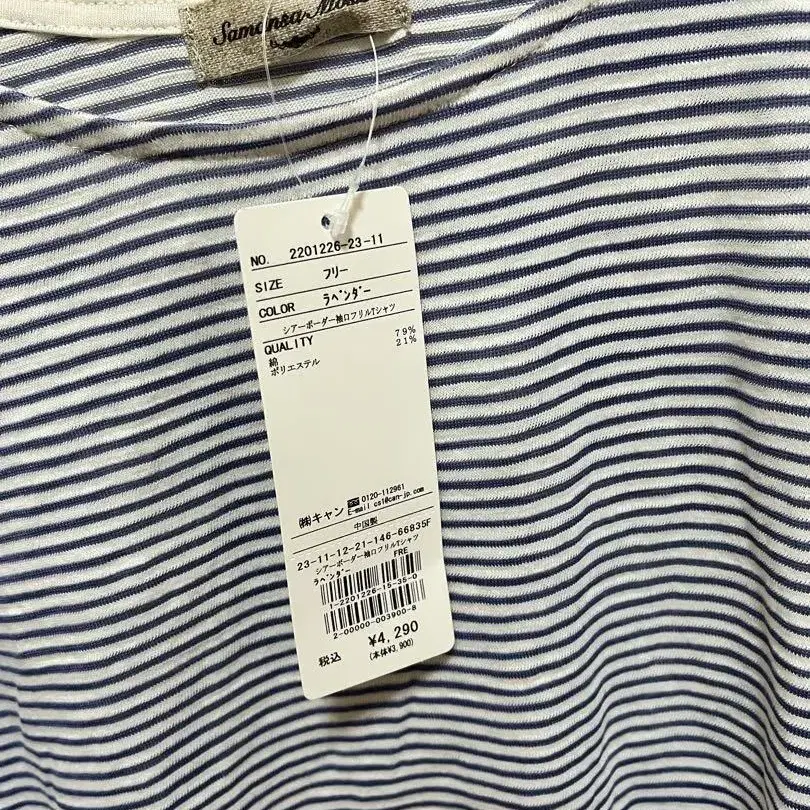 Samansa
NO. 2201226-23-11
SIZE フリー
COLOR ラベンダー
シアーボーダー袖口フリルTシャツ
QUALITY
綿 79%
ポリエステル 21%
㈱キャン 0120-112961
E-mail cs1@can-jp.com
中国製
23-11-12-21-146-66835F
シアーボーダー袖口フリルTシャツ
ラベンダー FRE
1-2201226-15-35-0
2-00000-003900-8
¥4,290
税込 (本体¥3,900)